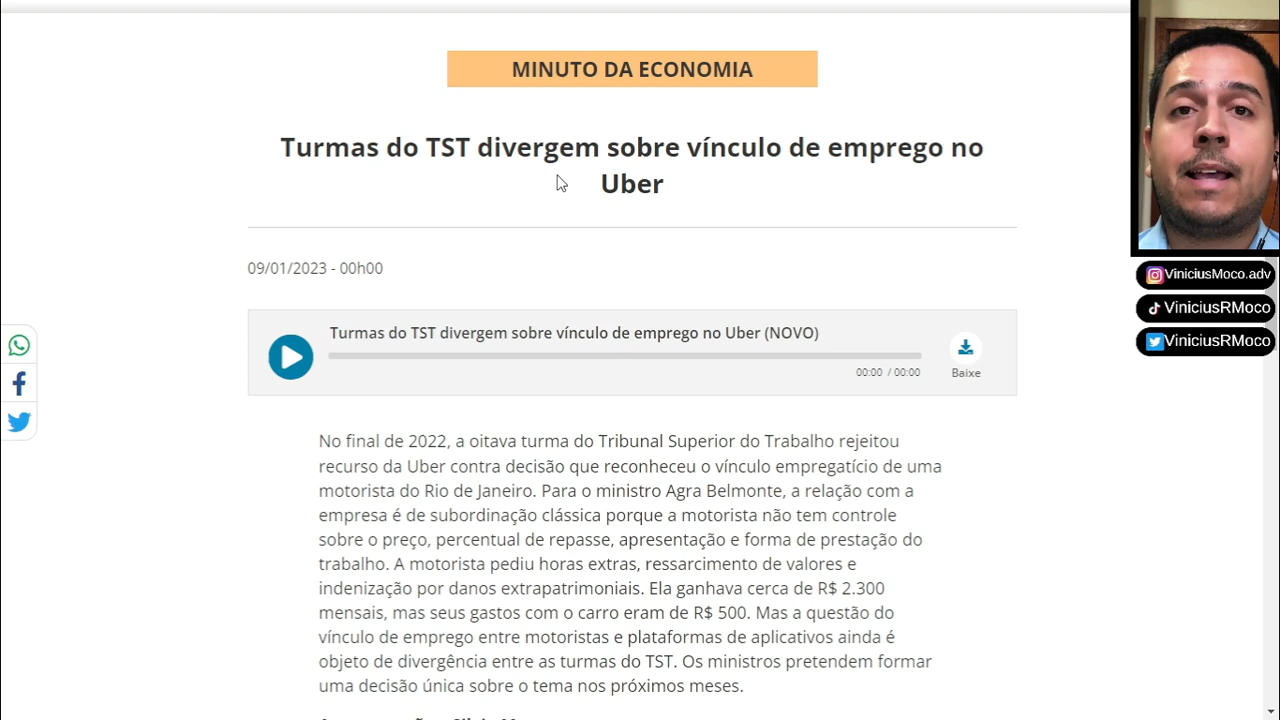 MINUTO DA ECONOMIA
Turmas do TST divergem sobre vínculo de emprego no
Uber
09/01/2023 - 00h00
Turmas do TST divergem sobre vínculo de emprego no Uber (NOVO)
00:00 / 00:00
Baixe
ViniciusMoco.adv
ViniciusRMoco
ViniciusRMoco
No final de 2022, a oitava turma do Tribunal Superior do Trabalho rejeitou
recurso da Uber contra decisão que reconheceu o vínculo empregatício de uma
motorista do Rio de Janeiro. Para o ministro Agra Belmonte, a relação com a
empresa é de subordinação clássica porque a motorista não tem controle
sobre o preço, percentual de repasse, apresentação e forma de prestação do
trabalho. A motorista pediu horas extras, ressarcimento de valores e
indenização por danos extrapatrimoniais. Ela ganhava cerca de R$ 2.300
mensais, mas seus gastos com o carro eram de R$ 500. Mas a questão do
vínculo de emprego entre motoristas e plataformas de aplicativos ainda é
objeto de divergência entre as turmas do TST. Os ministros pretendem formar
uma decisão única sobre o tema nos próximos meses.